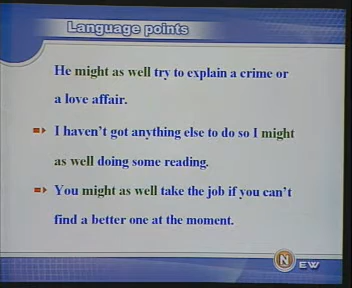 Language points
He might as well try to explain a crime or
a love affair.
I haven't got anything else to do so I might
as well doing some reading.
You might as well take the job if you can't
find a better one at the moment.
NEW